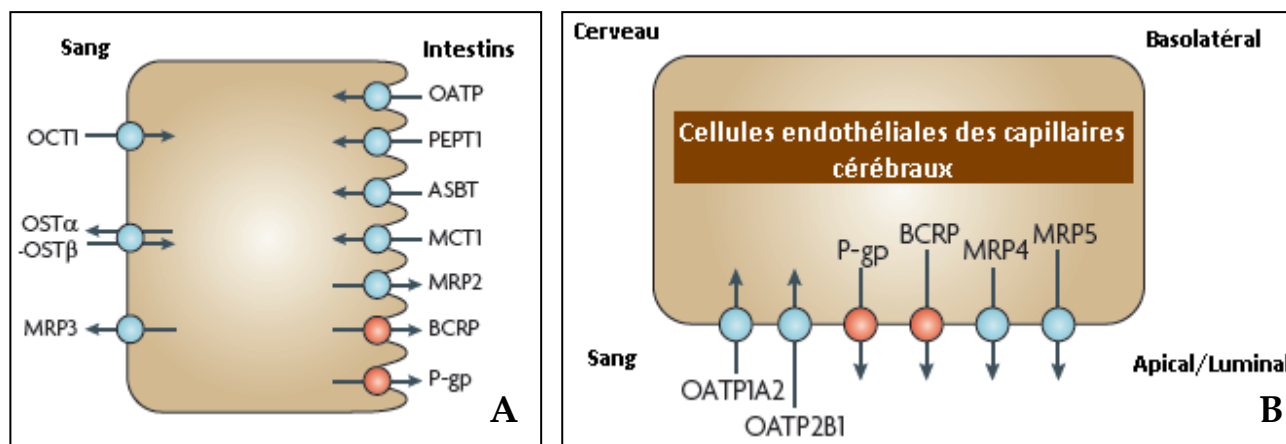 Sang
Intestins
OATP
PEPT1
ASBT
MCT1
MRP2
BCRP
P-gp
OCT1
OSTα
-OSTβ
MRP3
A
Cerveau
Basolatéral
Cellules endothéliales des capillaires
cérébraux
P-gp
BCRP
MRP4
MRP5
Sang
Apical/Luminal
OATP1A2
OATP2B1
B